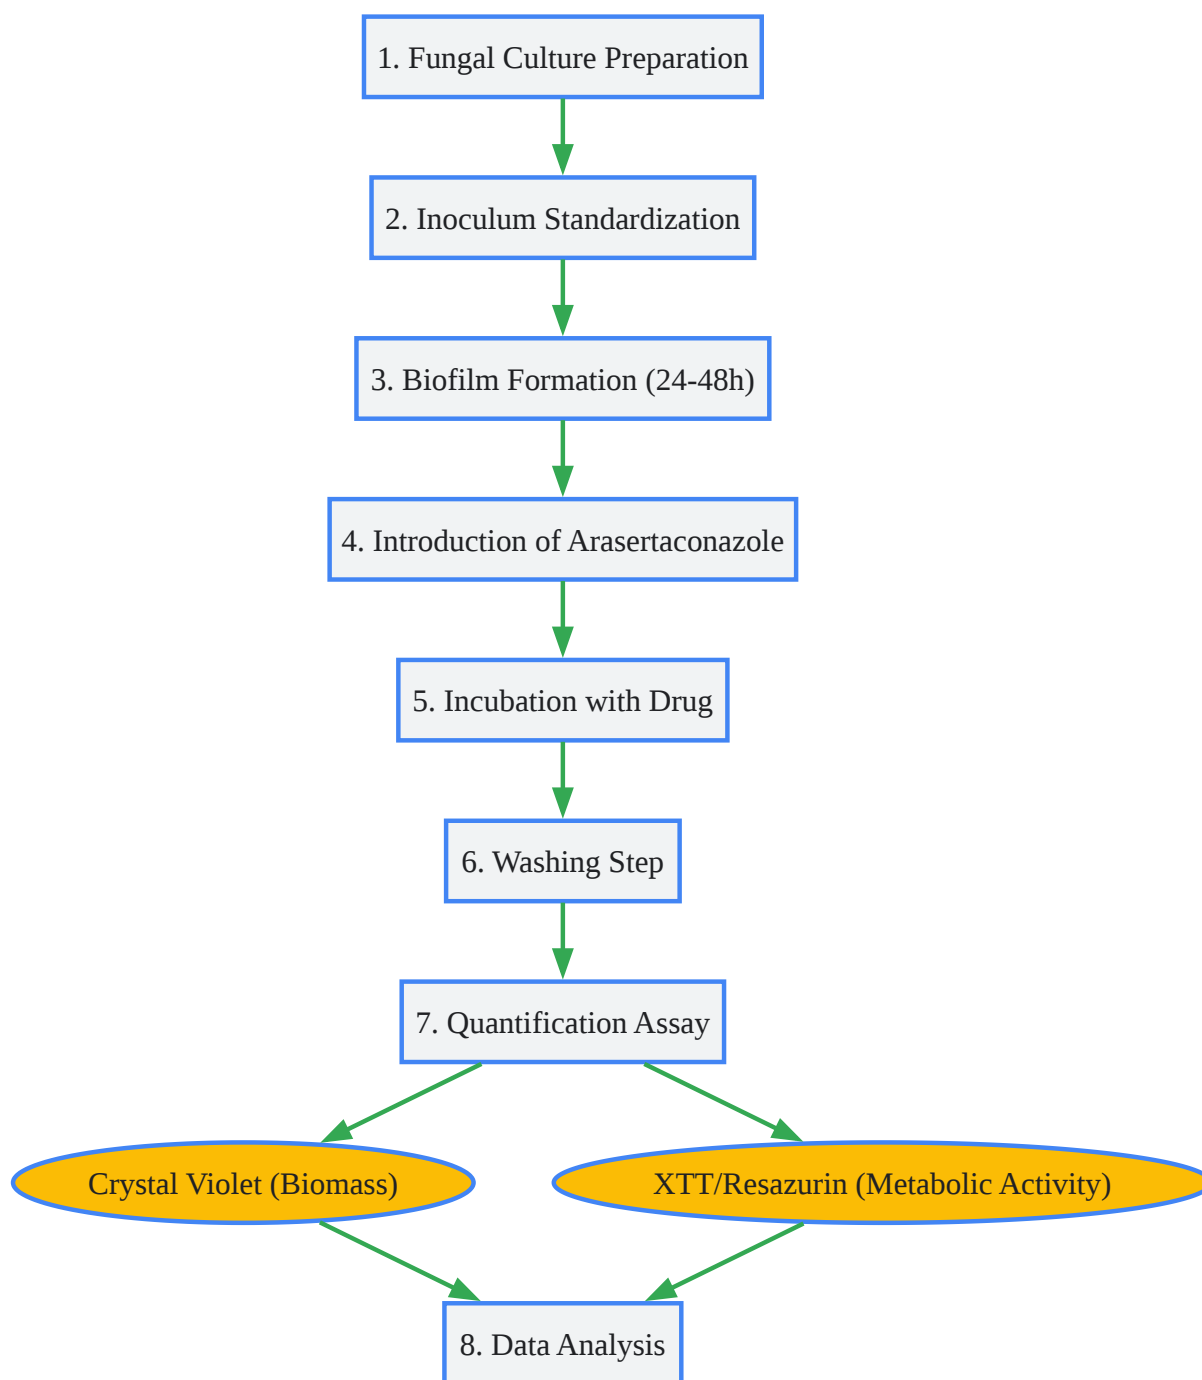 1. Fungal Culture Preparation
2. Inoculum Standardization
3. Biofilm Formation (24-48h)
4. Introduction of Arasertaconazole
5. Incubation with Drug
6. Washing Step
7. Quantification Assay
Crystal Violet (Biomass)
XTT/Resazurin (Metabolic Activity)
8. Data Analysis